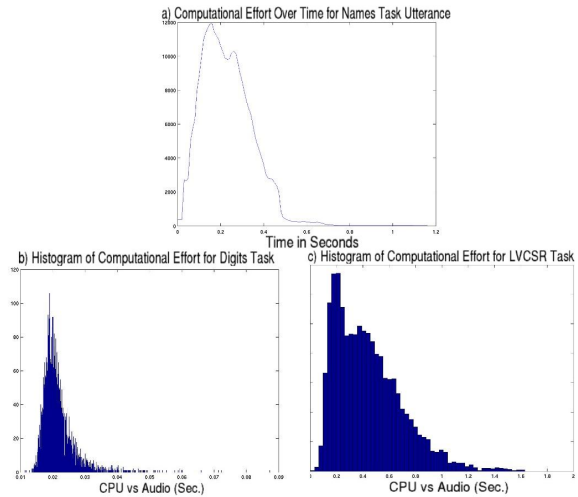 a) Computational Effort Over Time for Names Task Utterance
12000
10000
8000
6000
4000
2000
0
0 0.2 0.4 0.6 0.8 1 1.2
Time in Seconds
b) Histogram of Computational Effort for Digits Task
120
100
80
60
40
20
0
0.01 0.02 0.03 0.04 0.05 0.06 0.07 0.08 0.09
CPU vs Audio (Sec.)
c) Histogram of Computational Effort for LVCSR Task
0 0.2 0.4 0.6 0.8 1 1.2 1.4 1.6 1.8 2
CPU vs Audio (Sec.)